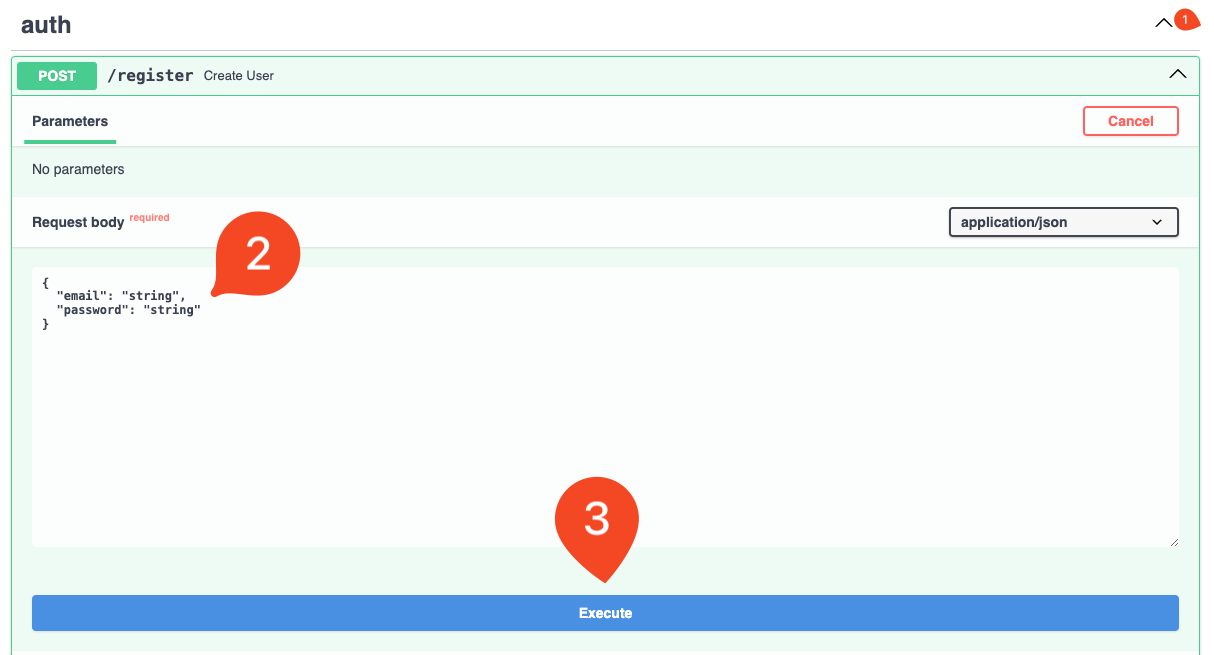 auth
1
POST /register Create User
Parameters
Cancel
No parameters
Request body required
application/json
2
{
"email": "string",
"password": "string"
}
3
Execute